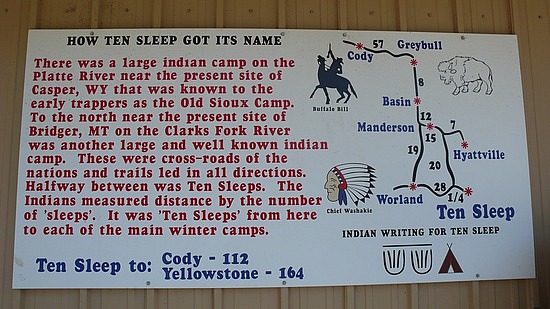 HOW TEN SLEEP GOT ITS NAME
There was a large indian camp on the
Platte River near the present site of
Casper, WY that was known to the
early trappers as the Old Sioux Camp.
To the north near the present site of
Bridger, MT on the Clarks Fork River
was another large and well known indian
camp. These were cross-roads of the
nations and trails led in all directions.
Halfway between was Ten Sleeps. The
Indians measured distance by the number
of 'sleeps'. It was 'Ten Sleeps' from here
to each of the main winter camps.
Ten Sleep to: Cody - 112
Yellowstone - 164
Buffalo Bill
Chief Washakie
57
Cody
Greybull
8
Basin
12
Manderson
7
15
Hyattville
19
20
Worland
28
1/4
Ten Sleep
INDIAN WRITING FOR TEN SLEEP